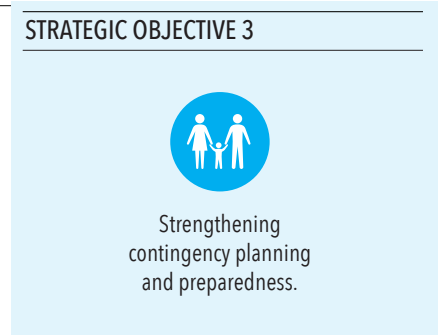 STRATEGIC OBJECTIVE 3
Strengthening
contingency planning
and preparedness.